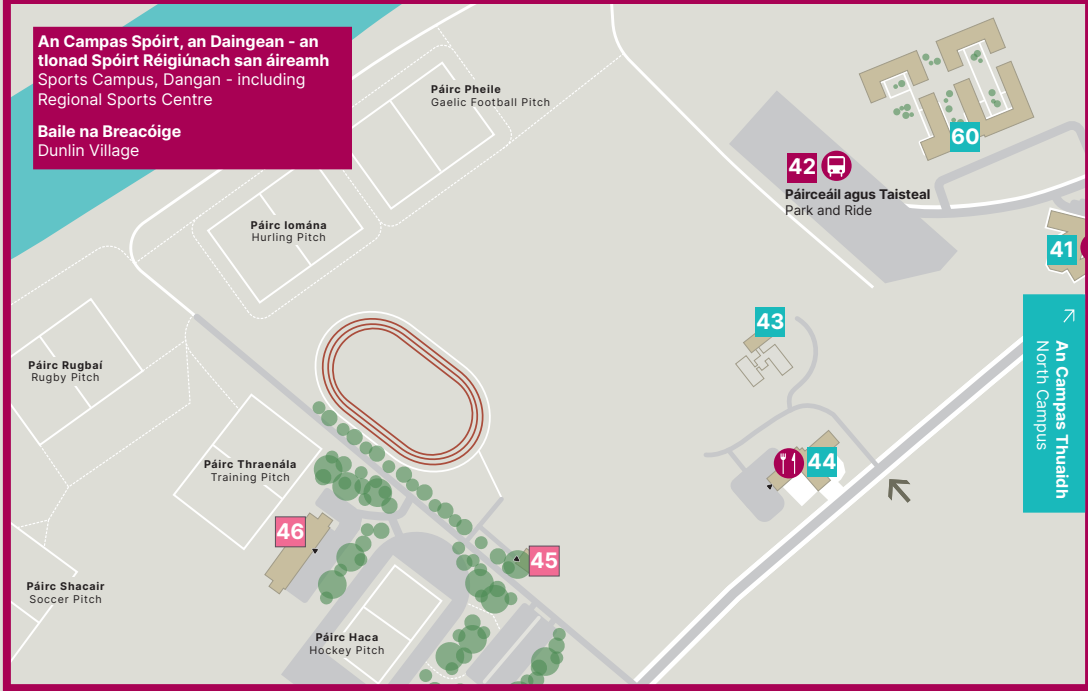 An Campas Spóirt, an Daingean - an
tIonad Spóirt Réigiúnach san áireamh
Sports Campus, Dangan - including
Regional Sports Centre
Baile na Breacóige
Dunlin Village
Páirc Pheile
Gaelic Football Pitch
60
42
Páirceáil agus Taisteal
Park and Ride
Páirc Iomána
Hurling Pitch
41
43
An Campas Thuaidh
North Campus
Páirc Rugbaí
Rugby Pitch
44
Páirc Thraenála
Training Pitch
46
45
Páirc Shacair
Soccer Pitch
Páirc Haca
Hockey Pitch